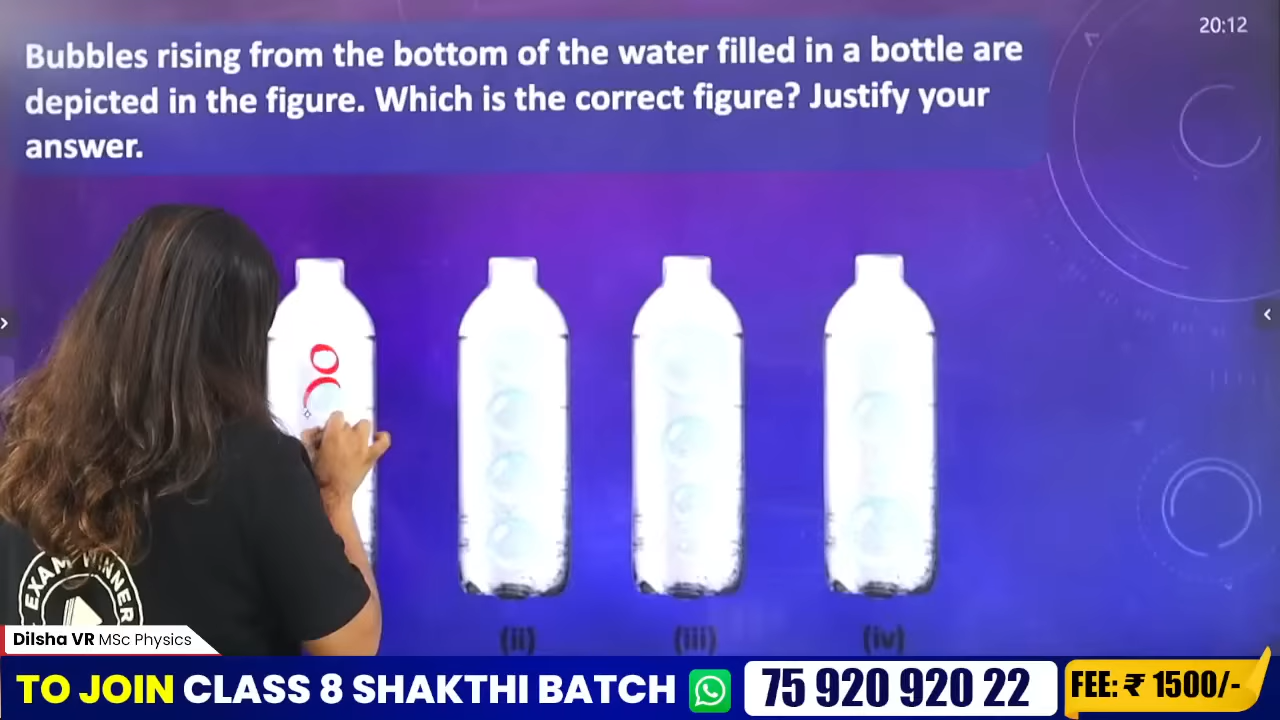 20:12
Bubbles rising from the bottom of the water filled in a bottle are
depicted in the figure. Which is the correct figure? Justify your
answer.
(ii) (iii) (iv)
EXAM WINNER
Dilsha VR MSc Physics
TO JOIN CLASS 8 SHAKTHI BATCH 75 920 920 22 FEE: ₹ 1500/-